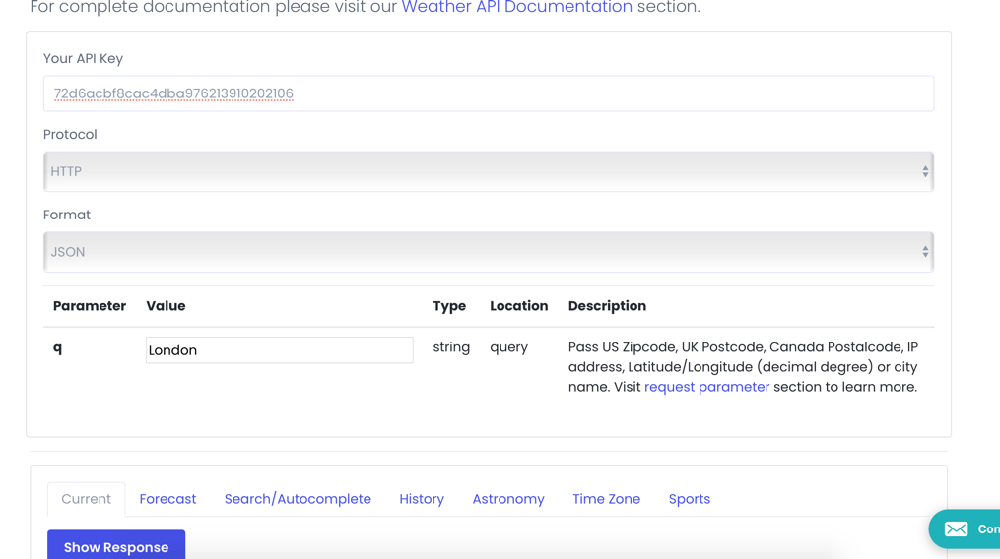 For complete documentation please visit our Weather API Documentation section.
Your API Key
72d6acbf8cac4dba976213910202106
Protocol
HTTP
Format
JSON
Parameter Value Type Location Description
q London string query Pass US Zipcode, UK Postcode, Canada Postalcode, IP
address, Latitude/Longitude (decimal degree) or city
name. Visit request parameter section to learn more.
Current Forecast Search/Autocomplete History Astronomy Time Zone Sports
Show Response